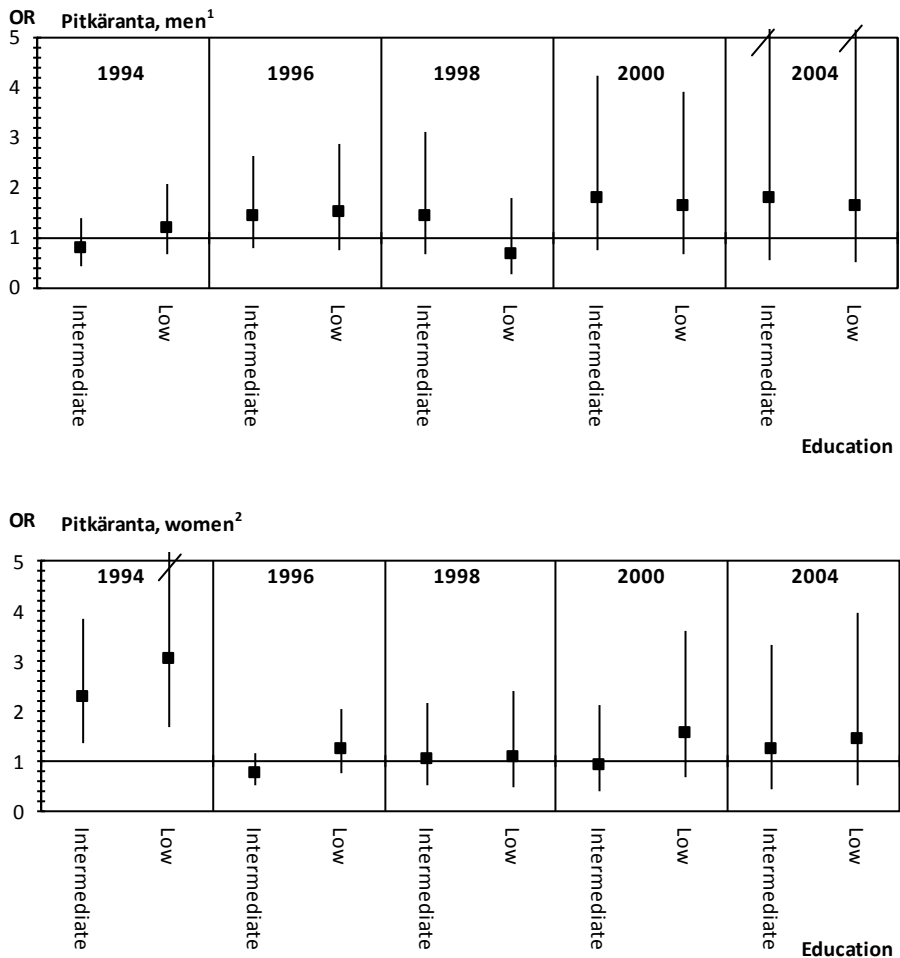 OR Pitkäranta, men¹
5
1994 1996 1998 2000 2004
4
3
2
1
0
Intermediate Low Intermediate Low Intermediate Low Intermediate Low Intermediate Low
Education
OR Pitkäranta, women²
5
1994 1996 1998 2000 2004
4
3
2
1
0
Intermediate Low Intermediate Low Intermediate Low Intermediate Low Intermediate Low
Education